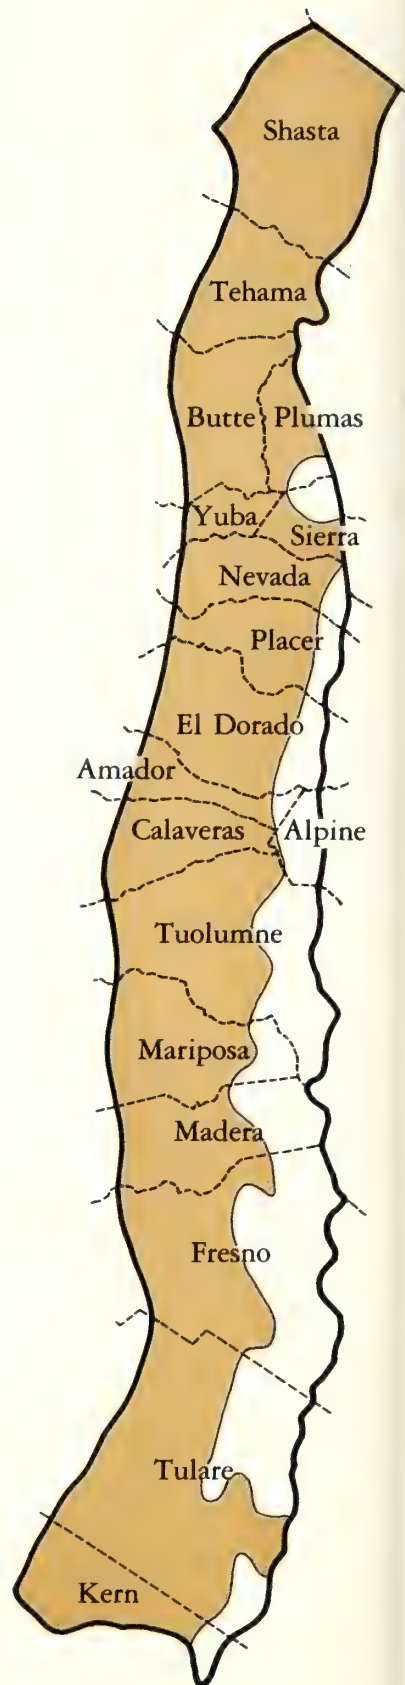 Shasta
Tehama
Butte
Plumas
Yuba
Sierra
Nevada
Placer
El Dorado
Amador
Calaveras
Alpine
Tuolumne
Mariposa
Madera
Fresno
Tulare
Kern